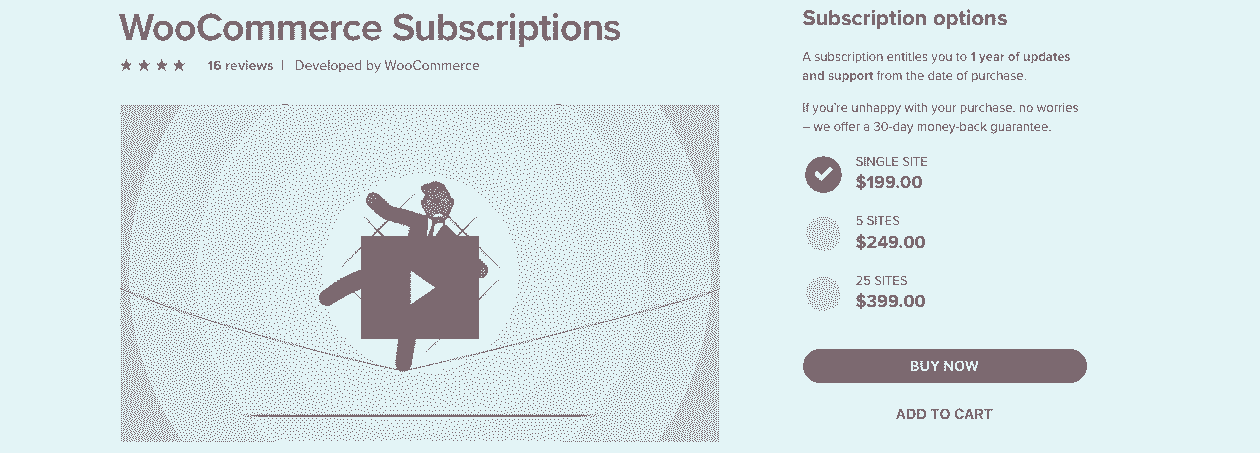 WooCommerce Subscriptions
16 reviews | Developed by WooCommerce
Subscription options
A subscription entitles you to 1 year of updates
and support from the date of purchase.
If you're unhappy with your purchase, no worries
– we offer a 30-day money-back guarantee.
SINGLE SITE
$199.00
5 SITES
$249.00
25 SITES
$399.00
BUY NOW
ADD TO CART